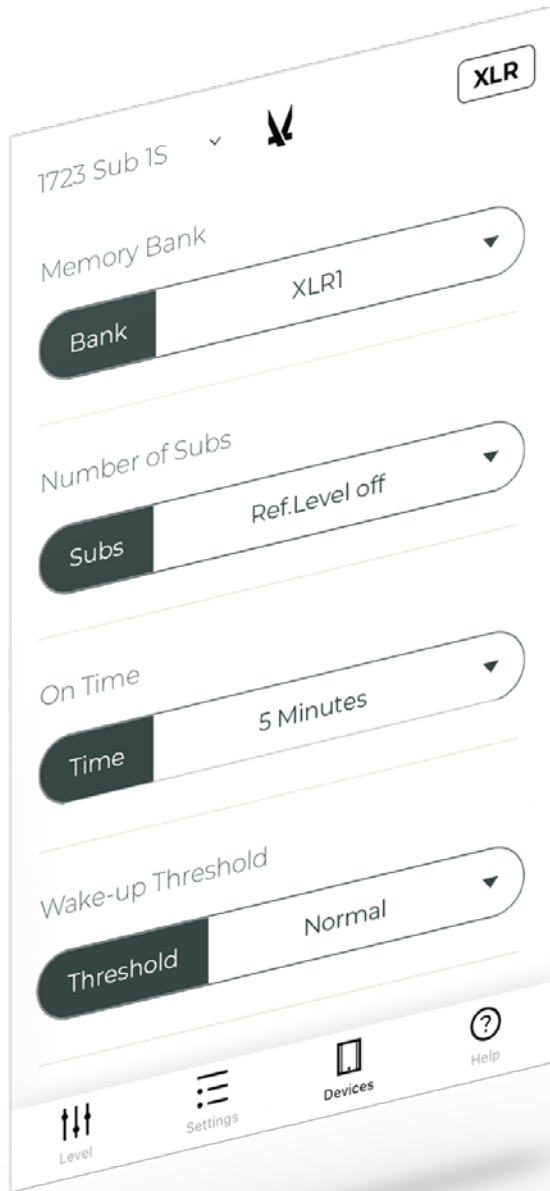 XLR
1723 Sub 1S
Memory Bank
Bank XLR1
Number of Subs
Subs Ref.Level off
On Time
Time 5 Minutes
Wake-up Threshold
Threshold Normal
Level Settings Devices Help